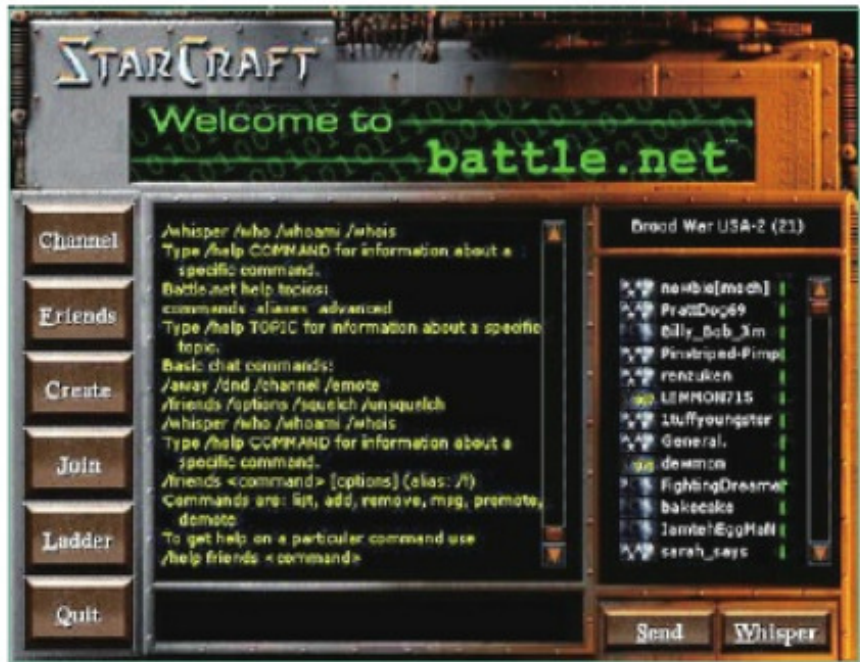 STARCRAFT
Welcome to
battle.net
Channel
Friends
Create
Join
Ladder
Quit
/whisper /who /whoami /whois
Type /help COMMAND for information about a
specific command.
Battle.net help topics:
commands aliases advanced
Type /help TOPIC for information about a specific
topic.
Basic chat commands:
/away /dnd /channel /emote
/friends /options /squelch /unsquelch
/whisper /who /whoami /whois
Type /help COMMAND for information about a
specific command.
/friends <command> [options] (alias: /f)
Commands are: list, add, remove, msg, promote,
demote
To get help on a particular command use
/help friends <command>
Brood War USA-2 (21)
newbie[mech]
PrattDog69
Billy_Bob_3m
Pinstriped-Pimp
renzuken
LEMMON715
1tuffyoungster
General.
dewmon
FightingDreamer
bakecake
IamtehEggMaN
sarah_says
Send
Whisper